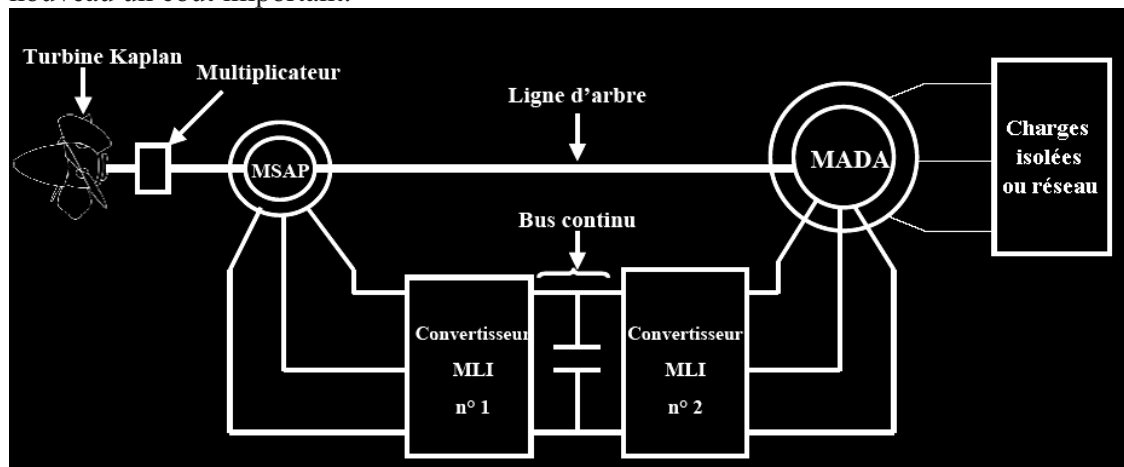 nouveau un coût important.
Turbine Kaplan
Multiplicateur
Ligne d'arbre
MSAP
MADA
Charges
isolées
ou réseau
Bus continu
Convertisseur
MLI
n° 1
Convertisseur
MLI
n° 2